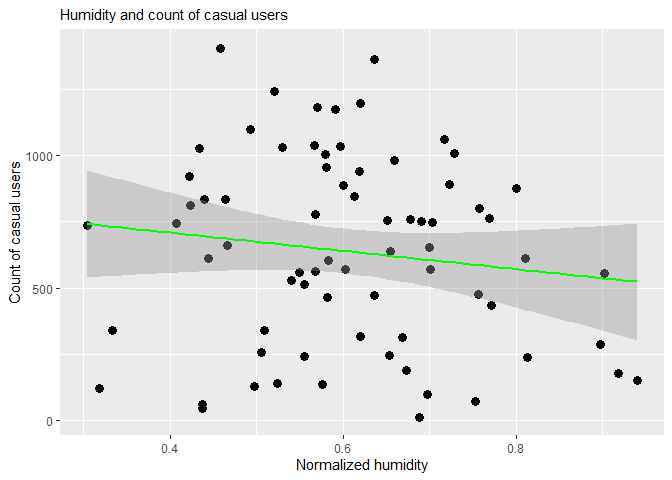 Humidity and count of casual users
Count of casual users
1000
500
0
0.4
0.6
0.8
Normalized humidity